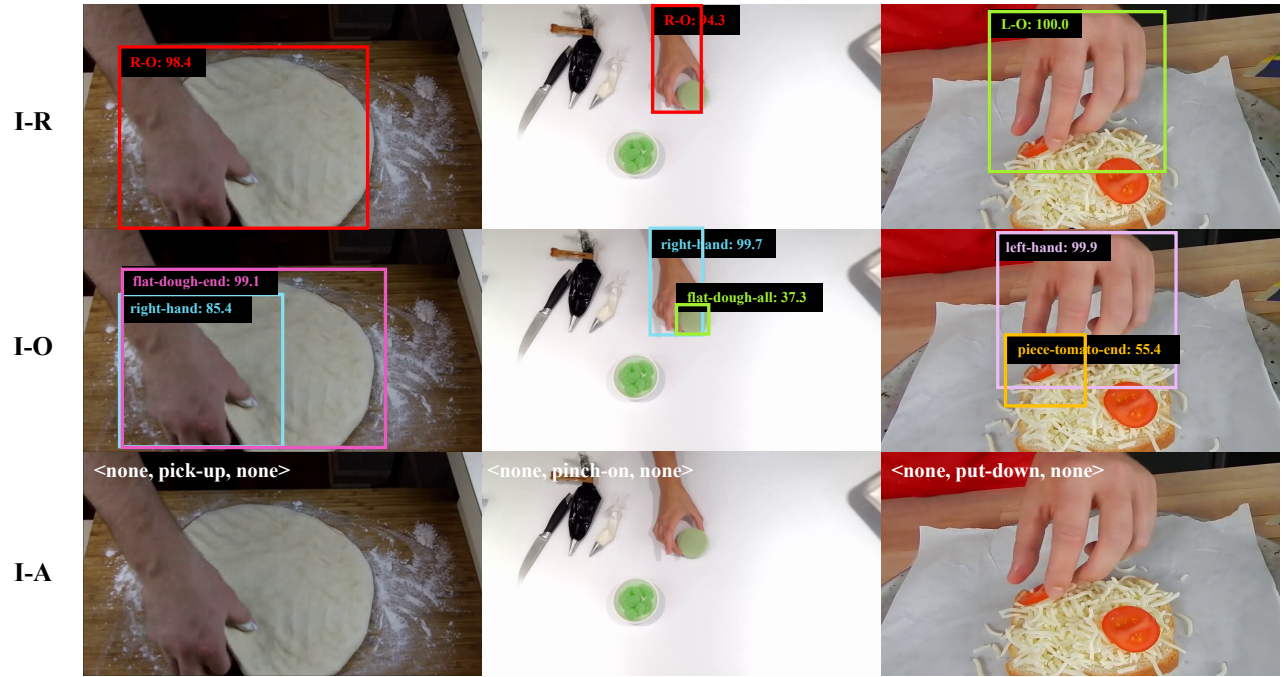 I-R
R-O: 98.4
R-O: 94.3
L-O: 100.0
I-O
flat-dough-end: 99.1
right-hand: 85.4
right-hand: 99.7
flat-dough-all: 37.3
left-hand: 99.9
piece-tomato-end: 55.4
I-A
<none, pick-up, none>
<none, pinch-on, none>
<none, put-down, none>